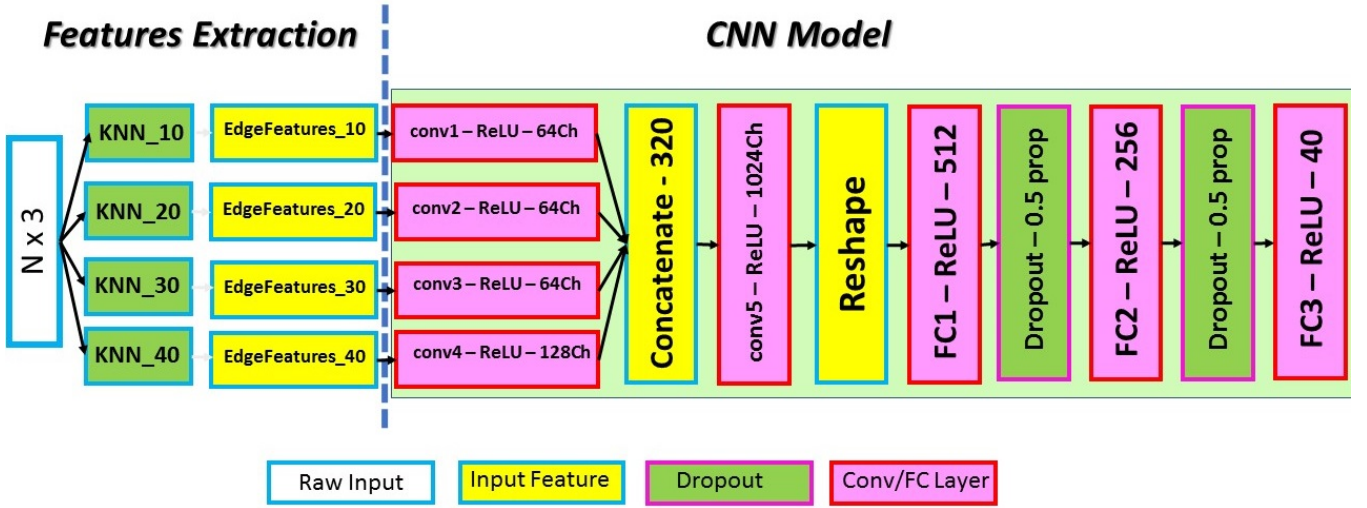 Features Extraction
CNN Model
N x 3
KNN_10
EdgeFeatures_10
conv1 – ReLU – 64Ch
KNN_20
EdgeFeatures_20
conv2 – ReLU – 64Ch
KNN_30
EdgeFeatures_30
conv3 – ReLU – 64Ch
KNN_40
EdgeFeatures_40
conv4 – ReLU – 128Ch
Concatenate - 320
conv5 – ReLU – 1024Ch
Reshape
FC1 – ReLU – 512
Dropout – 0.5 prop
FC2 – ReLU – 256
Dropout – 0.5 prop
FC3 – ReLU – 40
Raw Input
Input Feature
Dropout
Conv/FC Layer